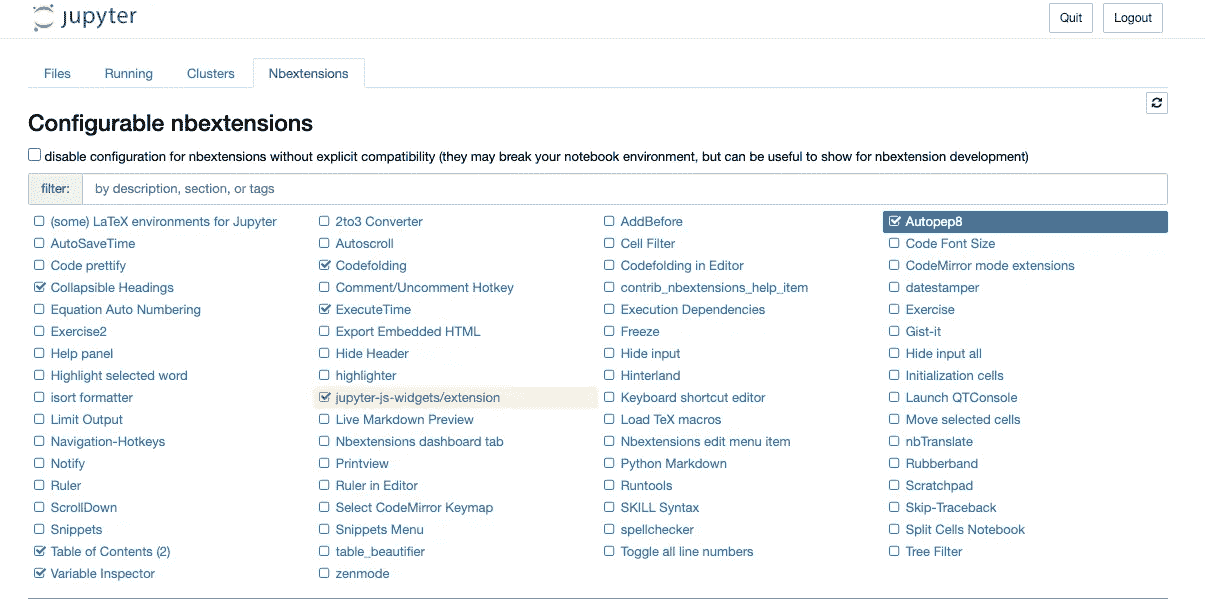 jupyter
Quit Logout
Files Running Clusters Nbextensions
Configurable nbextensions
disable configuration for nbextensions without explicit compatibility (they may break your notebook environment, but can be useful to show for nbextension development)
filter: by description, section, or tags
(some) LaTeX environments for Jupyter 2to3 Converter AddBefore Autopep8
AutoSaveTime Autoscroll Cell Filter Code Font Size
Code prettify Codefolding Codefolding in Editor CodeMirror mode extensions
Collapsible Headings Comment/Uncomment Hotkey contrib_nbextensions_help_item datestamper
Equation Auto Numbering ExecuteTime Execution Dependencies Exercise
Exercise2 Export Embedded HTML Freeze Gist-it
Help panel Hide Header Hide input Hide input all
Highlight selected word highlighter Hinterland Initialization cells
isort formatter jupyter-js-widgets/extension Keyboard shortcut editor Launch QTConsole
Limit Output Live Markdown Preview Load TeX macros Move selected cells
Navigation-Hotkeys Nbextensions dashboard tab Nbextensions edit menu item nbTranslate
Notify Printview Python Markdown Rubberband
Ruler Ruler in Editor Runtools Scratchpad
ScrollDown Select CodeMirror Keymap SKILL Syntax Skip-Traceback
Snippets Snippets Menu spellchecker Split Cells Notebook
Table of Contents (2) table_beautifier Toggle all line numbers Tree Filter
Variable Inspector zenmode